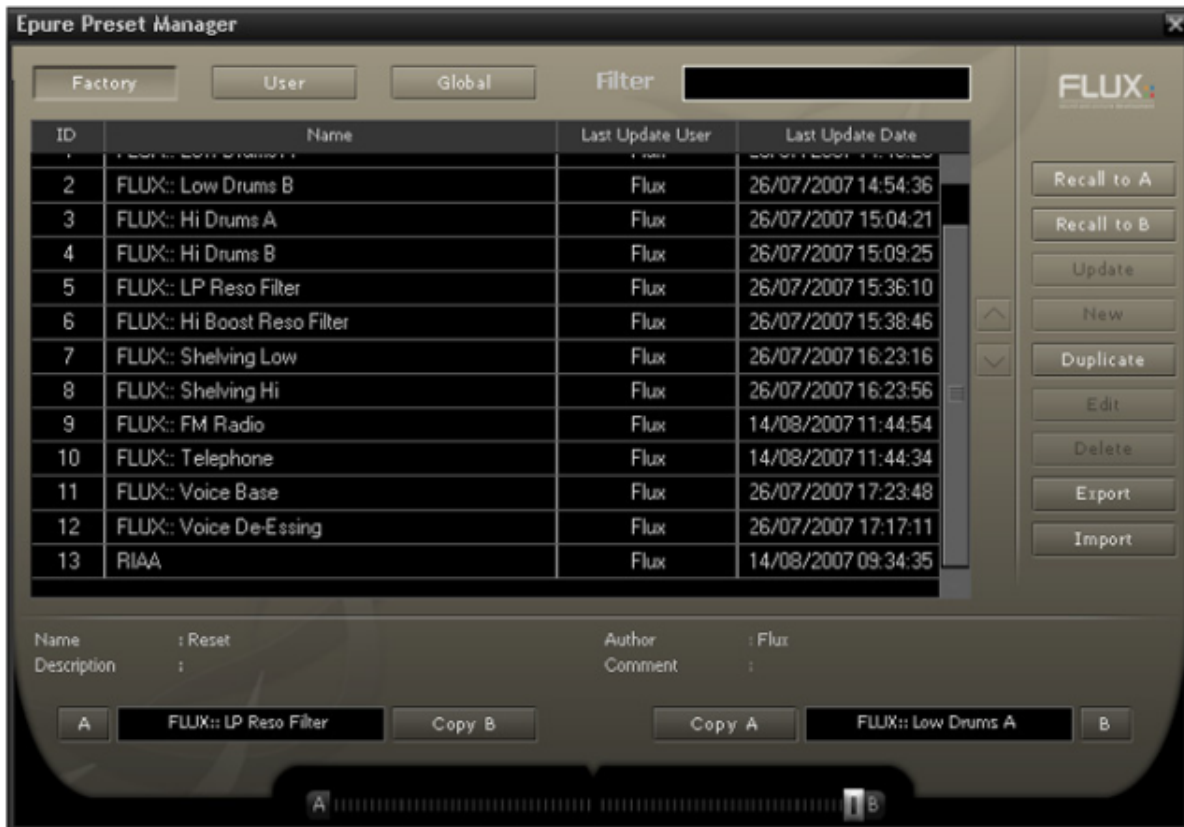 Epure Preset Manager
Factory User Global Filter FLUX::
ID Name Last Update User Last Update Date
2 FLUX:: Low Drums B Flux 26/07/2007 14:54:36
3 FLUX:: Hi Drums A Flux 26/07/2007 15:04:21
4 FLUX:: Hi Drums B Flux 26/07/2007 15:09:25
5 FLUX:: LP Reso Filter Flux 26/07/2007 15:36:10
6 FLUX:: Hi Boost Reso Filter Flux 26/07/2007 15:38:46
7 FLUX:: Shelving Low Flux 26/07/2007 16:23:16
8 FLUX:: Shelving Hi Flux 26/07/2007 16:23:56
9 FLUX:: FM Radio Flux 14/08/2007 11:44:54
10 FLUX:: Telephone Flux 14/08/2007 11:44:34
11 FLUX:: Voice Base Flux 26/07/2007 17:23:48
12 FLUX:: Voice De-Essing Flux 26/07/2007 17:17:11
13 RIAA Flux 14/08/2007 09:34:35
Recall to A
Recall to B
Update
New
Duplicate
Edit
Delete
Export
Import
Name : Reset Author : Flux
Description : Comment :
A FLUX:: LP Reso Filter Copy B Copy A FLUX:: Low Drums A B
A B